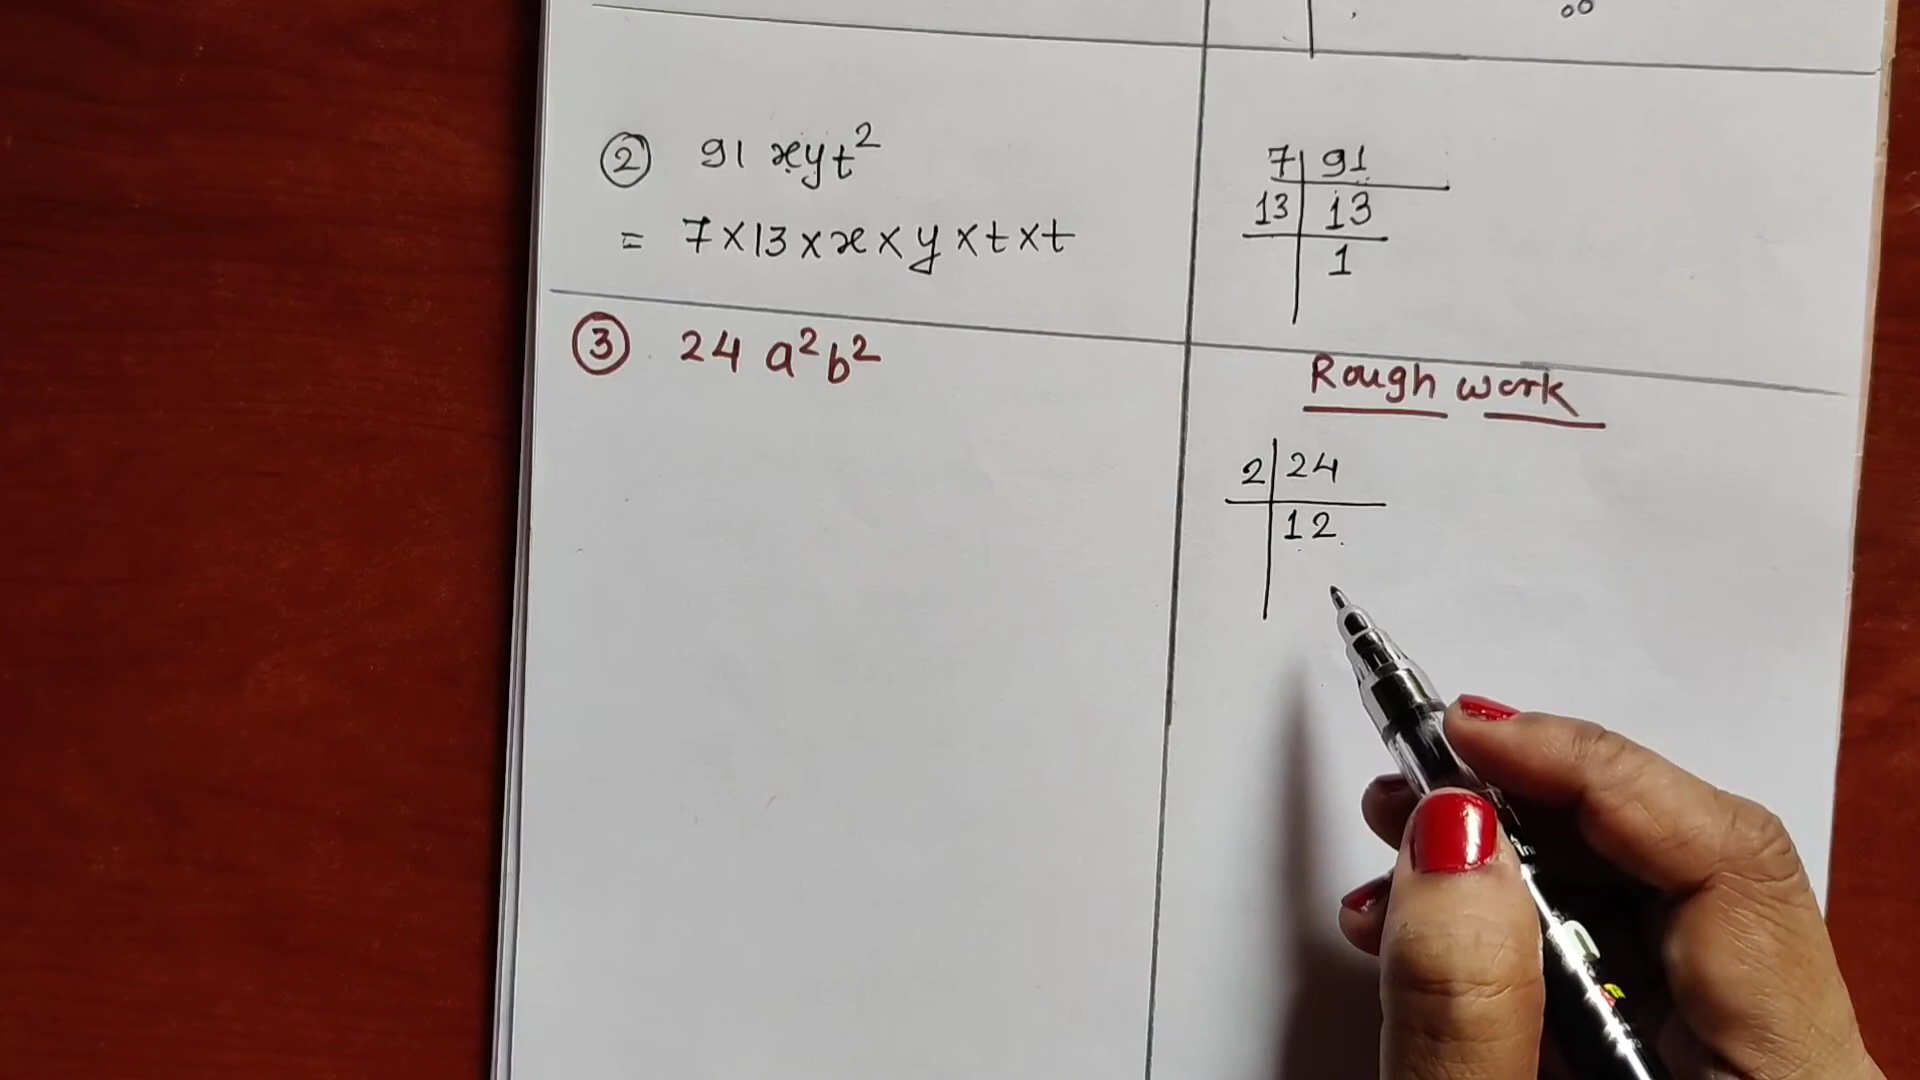 ② 91 xyt²
= 7×13×x×y×t×t
7 | 91
13 | 13
1
③ 24 a²b²
Rough work
2 | 24
12